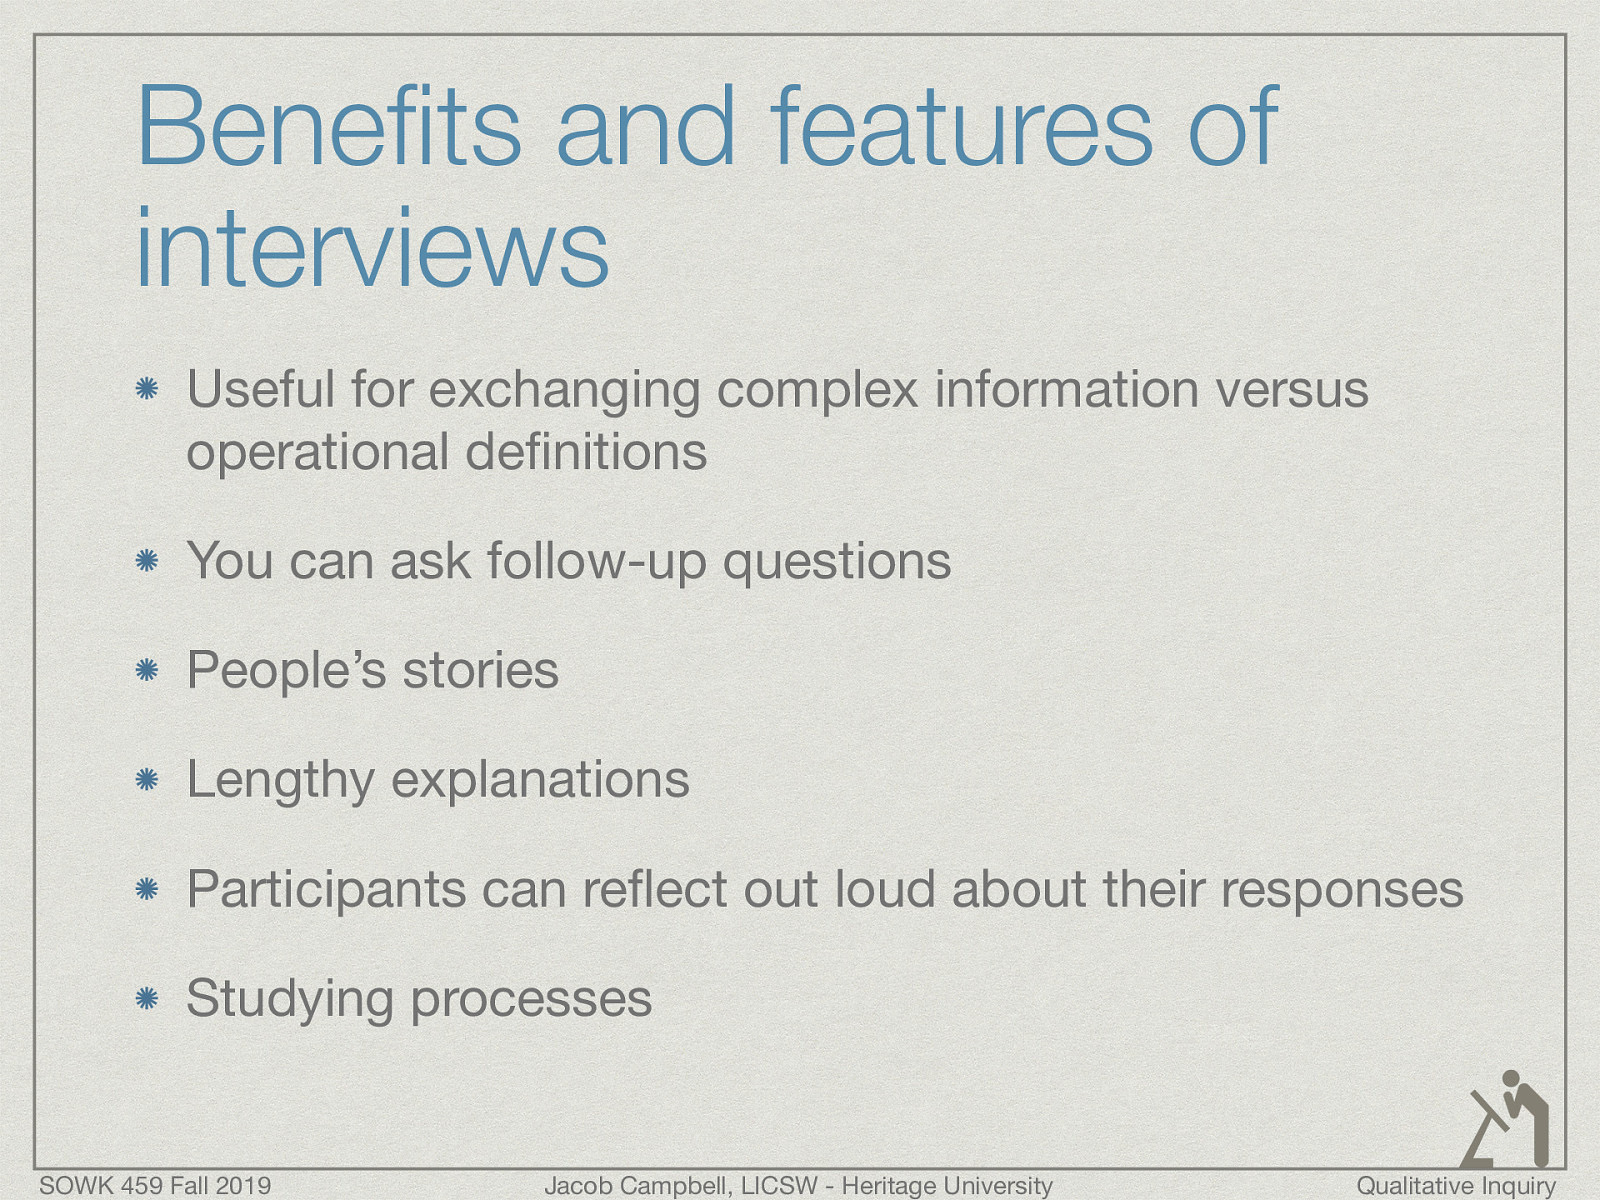 Benefits and features of
interviews
Useful for exchanging complex information versus
operational definitions
You can ask follow-up questions
People’s stories
Lengthy explanations
Participants can reflect out loud about their responses
Studying processes
SOWK 459 Fall 2019
Jacob Campbell, LICSW - Heritage University
Qualitative Inquiry